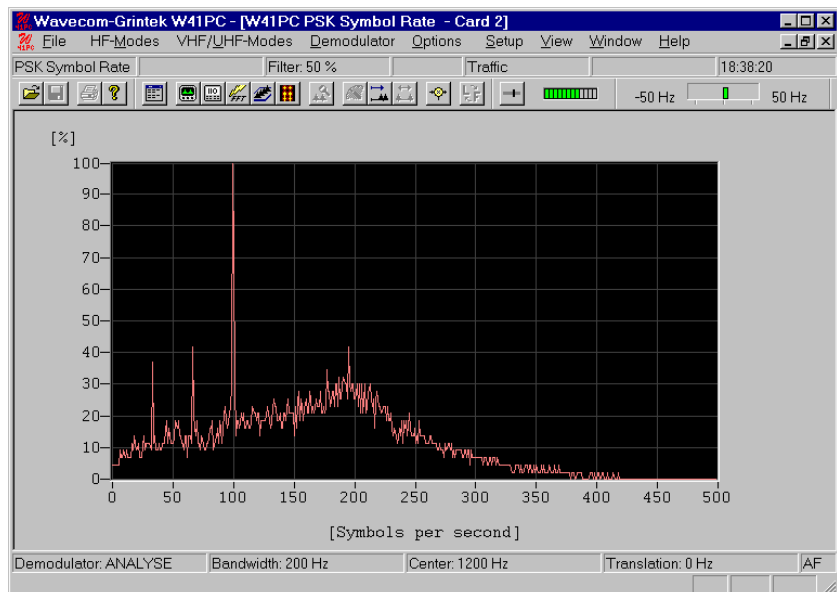 Wavecom-Grintek W41PC - [W41PC PSK Symbol Rate - Card 2]
W 41PC File HF-Modes VHF/UHF-Modes Demodulator Options Setup View Window Help
PSK Symbol Rate Filter: 50 % Traffic 18:38:20
-50 Hz 50 Hz
[%]
100
90
80
70
60
50
40
30
20
10
0
0 50 100 150 200 250 300 350 400 450 500
[Symbols per second]
Demodulator: ANALYSE Bandwidth: 200 Hz Center: 1200 Hz Translation: 0 Hz AF